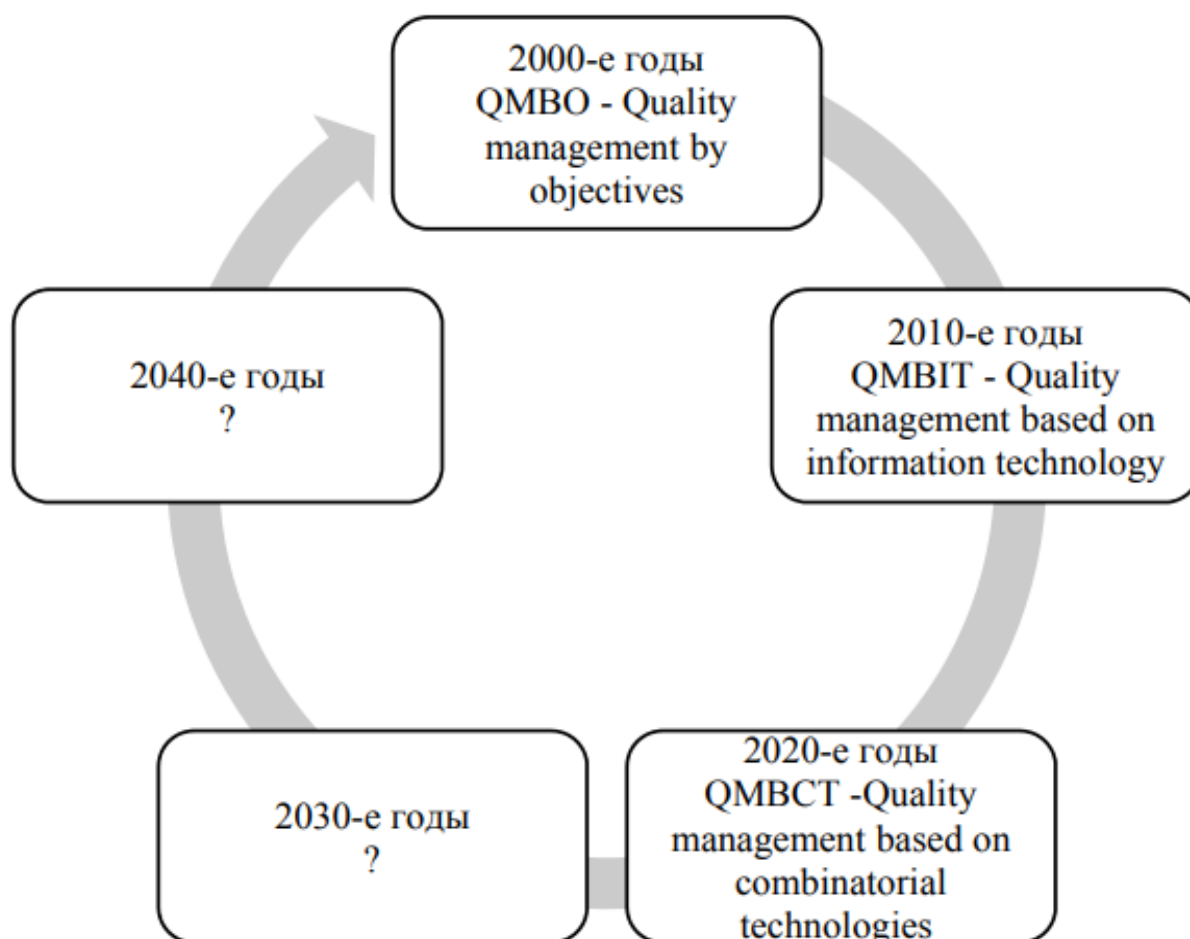 2000-е годы
QMBO - Quality
management by
objectives
2010-е годы
QMBIT - Quality
management based on
information technology
2020-е годы
QMBCT -Quality
management based on
combinatorial
technologies
2030-е годы
?
2040-е годы
?